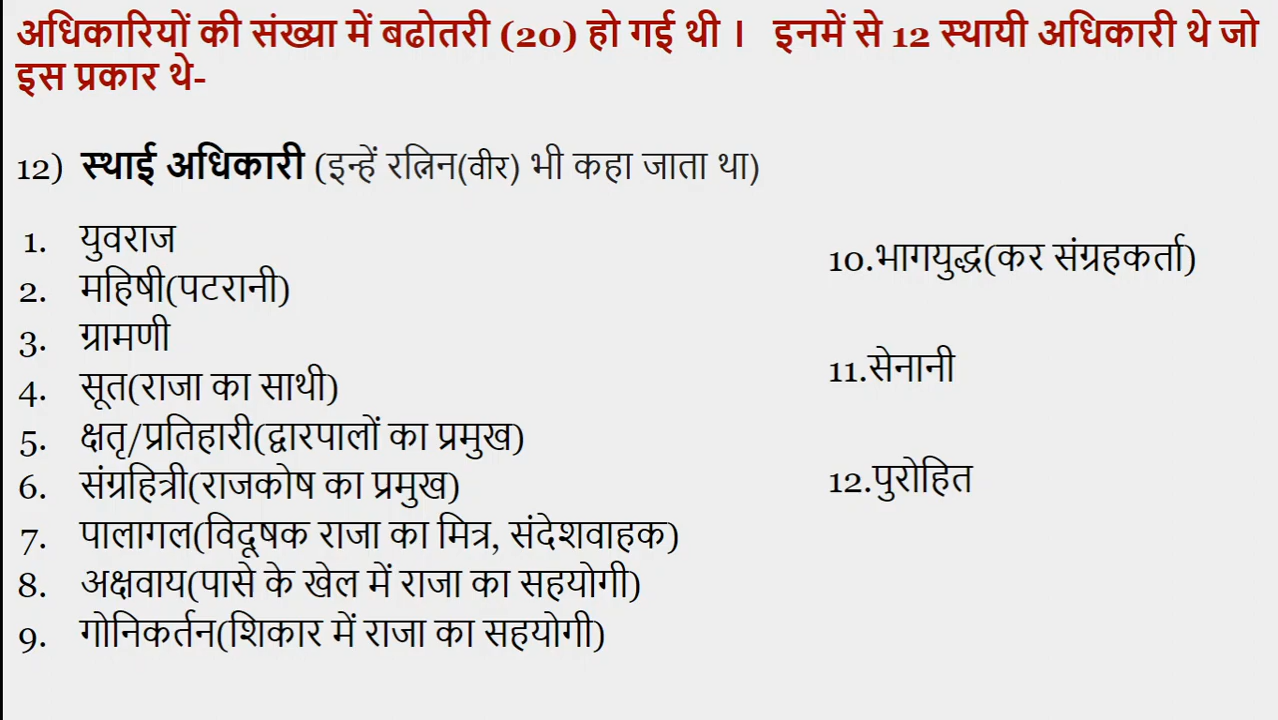 अधिकारियों की संख्या में बढोतरी (20) हो गई थी । इनमें से 12 स्थायी अधिकारी थे जो
इस प्रकार थे-
12) स्थाई अधिकारी (इन्हें रत्निन(वीर) भी कहा जाता था)
1. युवराज
2. महिषी(पटरानी)
3. ग्रामणी
4. सूत(राजा का साथी)
5. क्षतृ/प्रतिहारी(द्वारपालों का प्रमुख)
6. संग्रहित्री(राजकोष का प्रमुख)
7. पालागल(विदूषक राजा का मित्र, संदेशवाहक)
8. अक्षवाय(पासे के खेल में राजा का सहयोगी)
9. गोनिकर्तन(शिकार में राजा का सहयोगी)
10.भागयुद्ध(कर संग्रहकर्ता)
11.सेनानी
12.पुरोहित